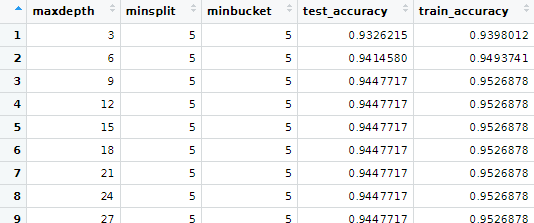 maxdepth minsplit minbucket test_accuracy train_accuracy
1 3 5 5 0.9326215 0.9398012
2 6 5 5 0.9414580 0.9493741
3 9 5 5 0.9447717 0.9526878
4 12 5 5 0.9447717 0.9526878
5 15 5 5 0.9447717 0.9526878
6 18 5 5 0.9447717 0.9526878
7 21 5 5 0.9447717 0.9526878
8 24 5 5 0.9447717 0.9526878
9 27 5 5 0.9447717 0.9526878